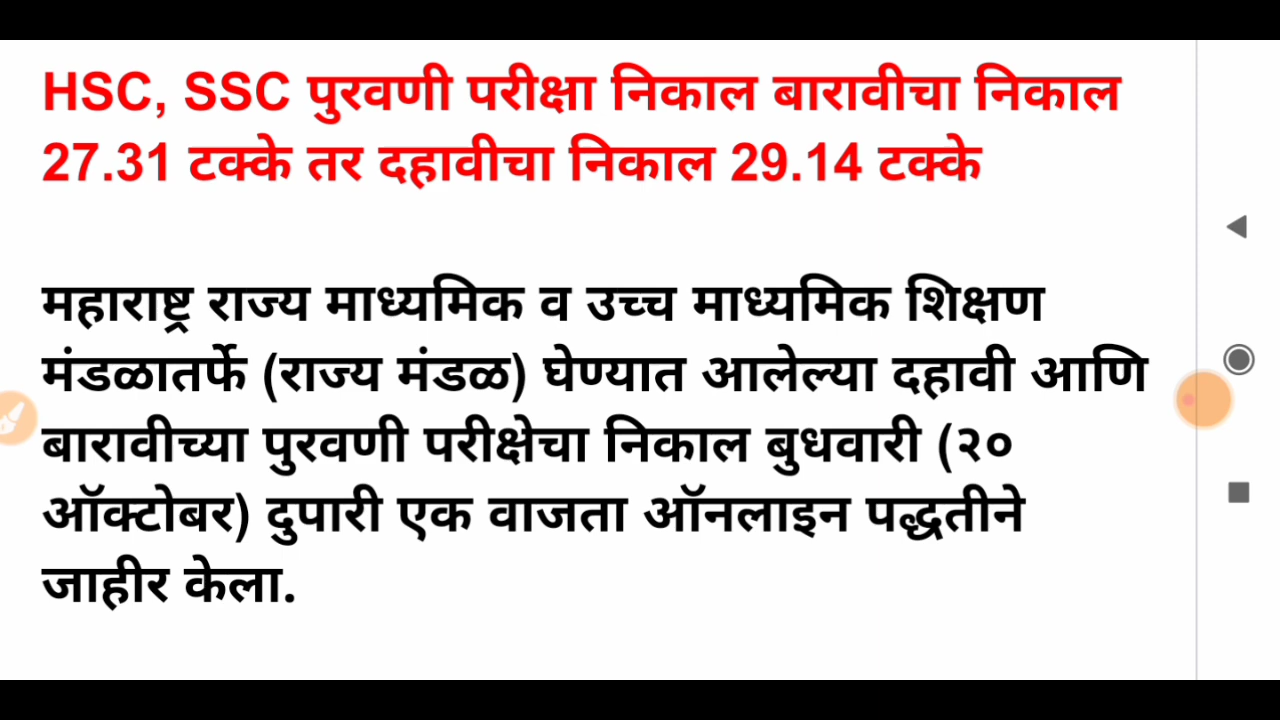 HSC, SSC पुरवणी परीक्षा निकाल बारावीचा निकाल
27.31 टक्के तर दहावीचा निकाल 29.14 टक्के
महाराष्ट्र राज्य माध्यमिक व उच्च माध्यमिक शिक्षण
मंडळातर्फे (राज्य मंडळ) घेण्यात आलेल्या दहावी आणि
बारावीच्या पुरवणी परीक्षेचा निकाल बुधवारी (२०
ऑक्टोबर) दुपारी एक वाजता ऑनलाइन पद्धतीने
जाहीर केला.